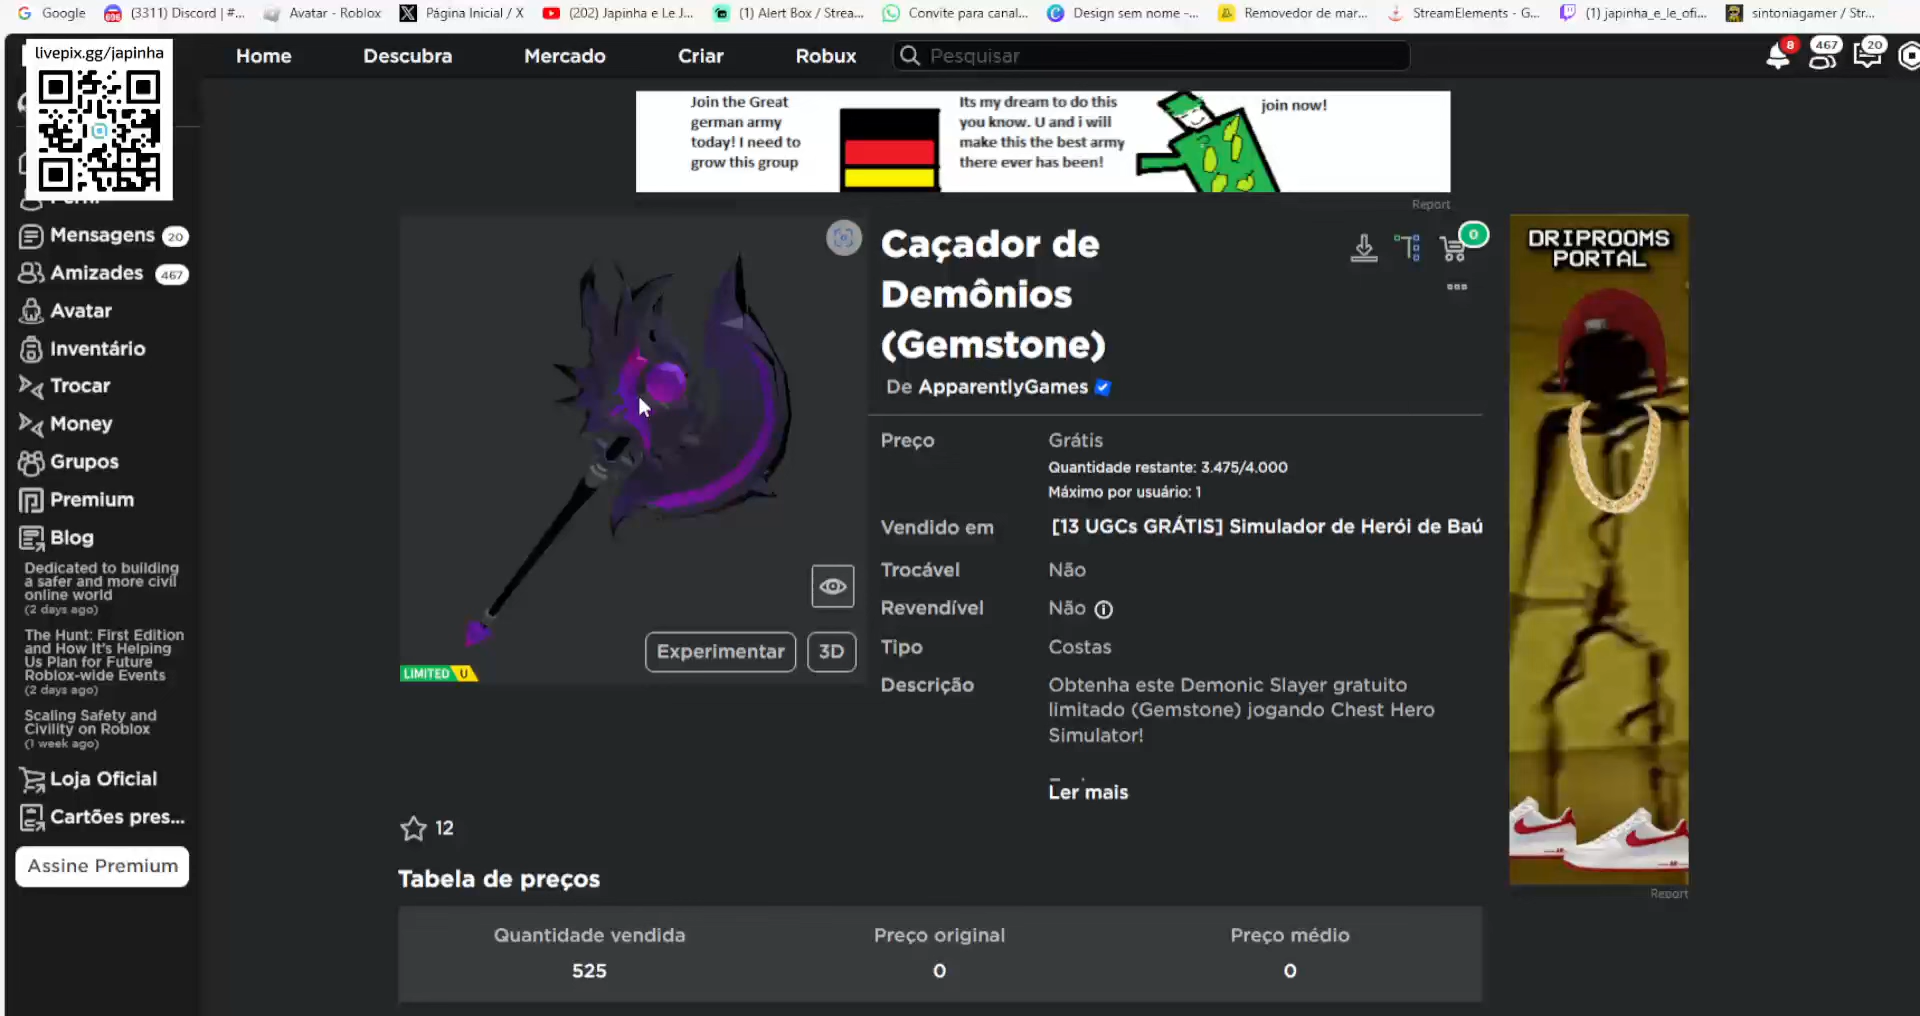 Google
(3311) Discord | #...
Avatar - Roblox
Página Inicial / X
(202) Japinha e Le J...
(1) Alert Box / Strea...
Convite para canal...
Design sem nome -...
Removedor de mar...
StreamElements - G...
(1) japinha_e_le_ofi...
sintoniagamer / Str...
livepix.gg/japinha
Home
Descubra
Mercado
Criar
Robux
Pesquisar
8
467
20
Join the Great
german army
today! I need to
grow this group
Its my dream to do this
you know. U and i will
make this the best army
there ever has been!
join now!
Report
Mensagens 20
Amizades 467
Avatar
Inventário
Trocar
Money
Grupos
Premium
Blog
Dedicated to building
a safer and more civil
online world
(2 days ago)
The Hunt: First Edition
and How It's Helping
Us Plan for Future
Roblox-wide Events
(2 days ago)
Scaling Safety and
Civility on Roblox
(1 week ago)
Loja Oficial
Cartões pres...
Assine Premium
Experimentar
3D
LIMITED U
Caçador de
Demônios
(Gemstone)
0
De ApparentlyGames
Preço
Grátis
Quantidade restante: 3.475/4.000
Máximo por usuário: 1
Vendido em
[13 UGCs GRÁTIS] Simulador de Herói de Baú
Trocável
Não
Revendível
Não
Tipo
Costas
Descrição
Obtenha este Demonic Slayer gratuito
limitado (Gemstone) jogando Chest Hero
Simulator!
Ler mais
12
Tabela de preços
Quantidade vendida
525
Preço original
0
Preço médio
0
DRIPROOMS
PORTAL
Report